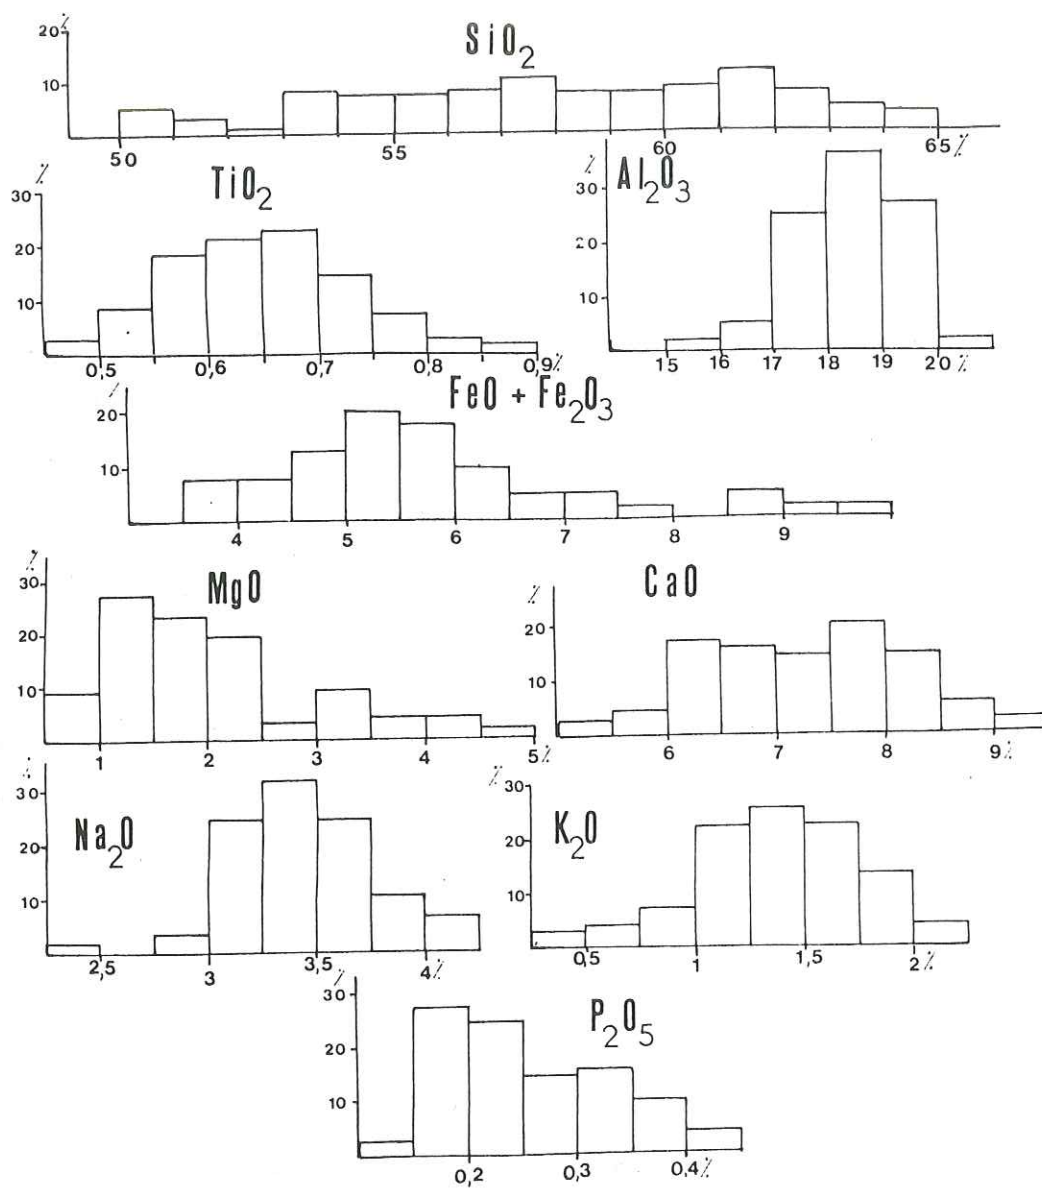 %
20
SiO2
10
50 55 60 65 %
% TiO2
30
20
10
0,5 0,6 0,7 0,8 0,9%
% Al2O3
30
20
10
15 16 17 18 19 20 %
% FeO + Fe2O3
20
10
4 5 6 7 8 9
% MgO
30
20
10
1 2 3 4 5%
CaO
%
20
10
6 7 8 9%
%
30
Na2O
20
10
2,5 3 3,5 4%
%
30
K2O
20
10
0,5 1 1,5 2%
%
30
P2O5
20
10
0,2 0,3 0,4%